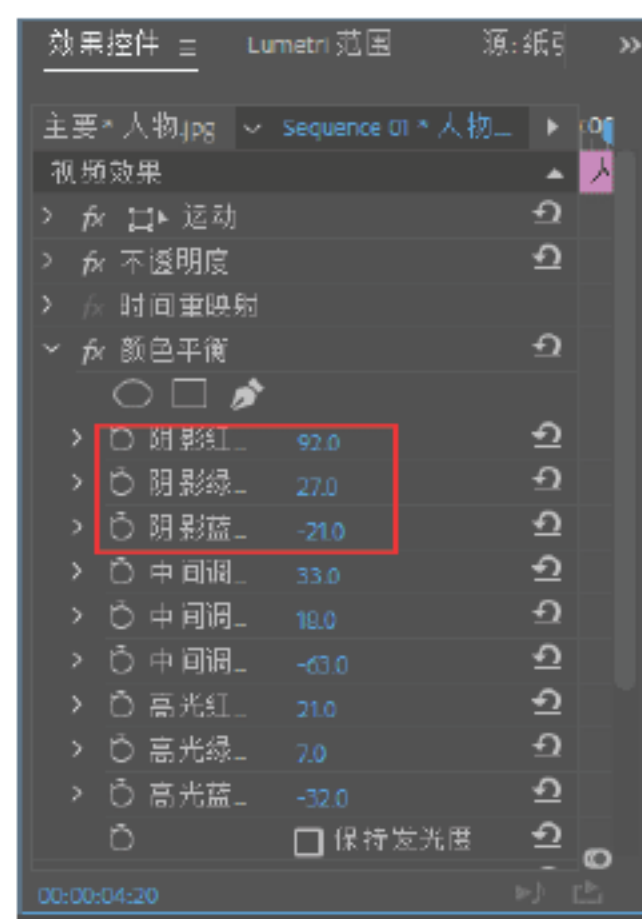 效果控件 ≡ Lumetri 范围 源:纸 »
主要* 人物.jpg Sequence 01 * 人物...
视频效果
fx 运动
fx 不透明度
fx 时间重映射
fx 颜色平衡
阴影红... 92.0
阴影绿... 27.0
阴影蓝... -21.0
中间调... 33.0
中间调... 18.0
中间调... -63.0
高光红... 21.0
高光绿... 7.0
高光蓝... -32.0
保持发光度
00:00:04:20